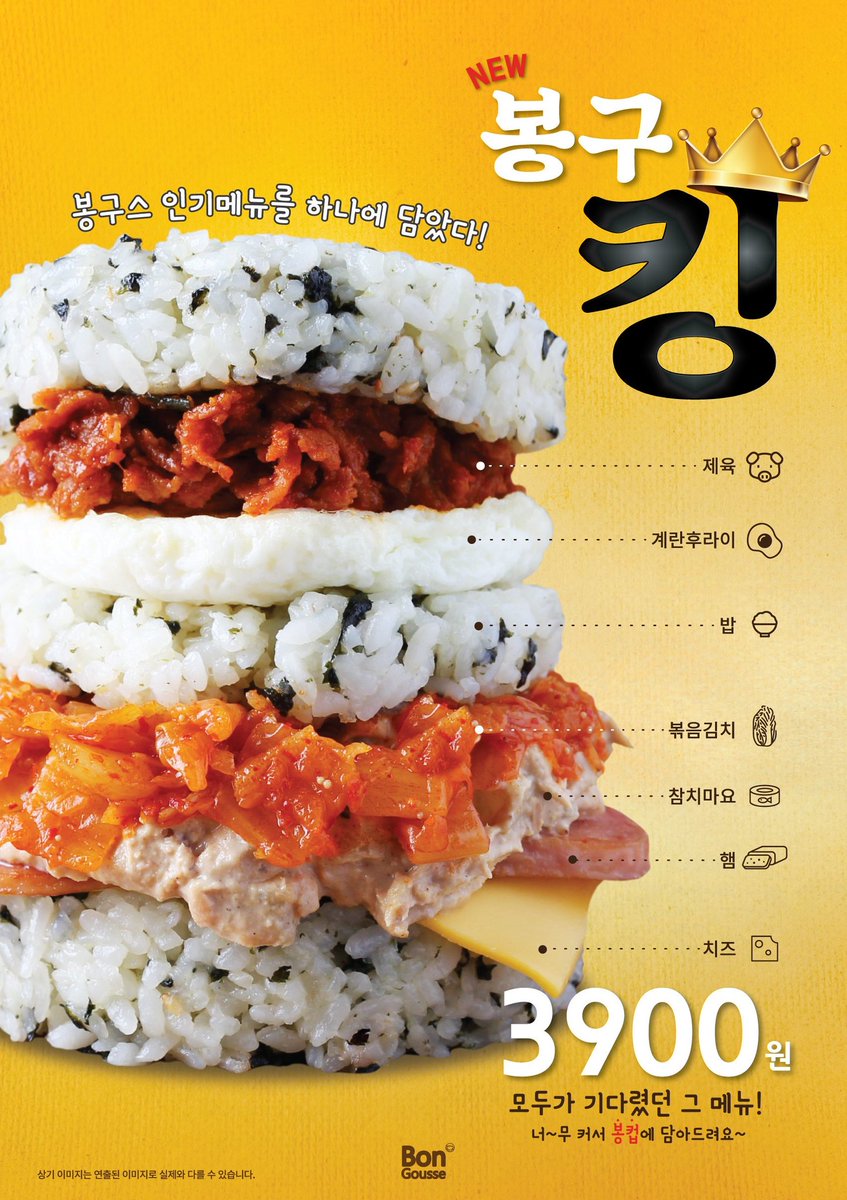 NEW
봉구
킹
봉구스 인기메뉴를 하나에 담았다!
제육
계란후라이
밥
볶음김치
참치마요
햄
치즈
3900원
모두가 기다렸던 그 메뉴!
너~무 커서 봉컵에 담아드려요~
Bon
Gousse
상기 이미지는 연출된 이미지로 실제와 다를 수 있습니다.